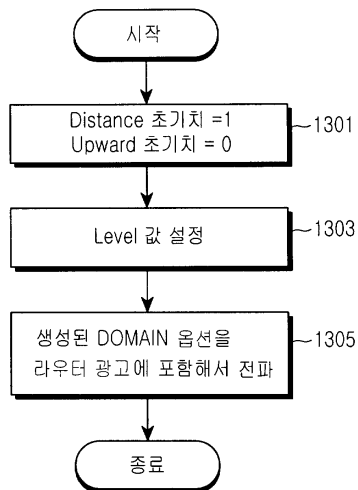 시작
Distance 초기치 =1
Upward 초기치 = 0
1301
Level 값 설정
1303
생성된 DOMAIN 옵션을
라우터 광고에 포함해서 전파
1305
종료